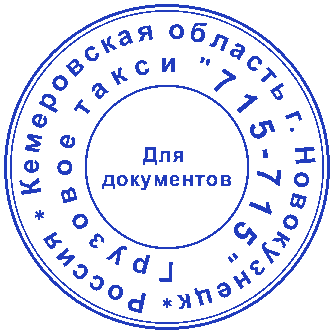 Россия * Кемеровская область г. Новокузнецк *
Грузовое такси "715-715"
Для
документов